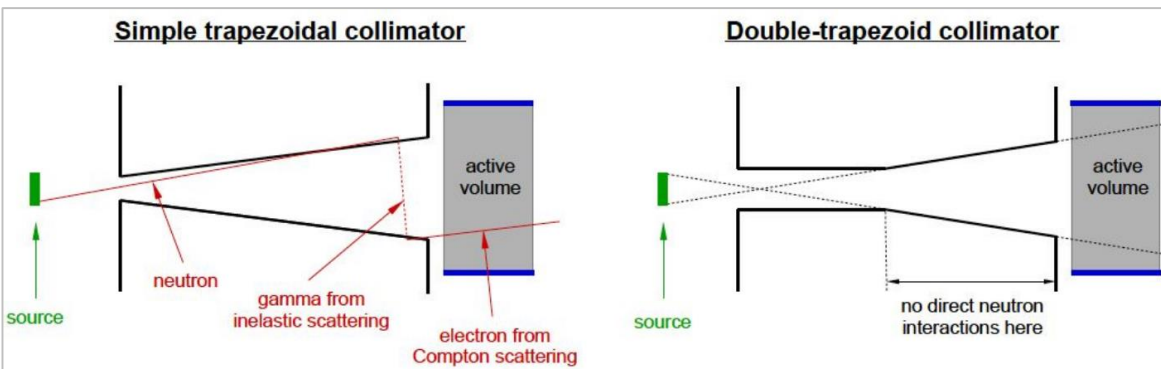 Simple trapezoidal collimator
Double-trapezoid collimator
active
volume
neutron
gamma from
inelastic scattering
source
electron from
Compton scattering
active
volume
no direct neutron
interactions here
source